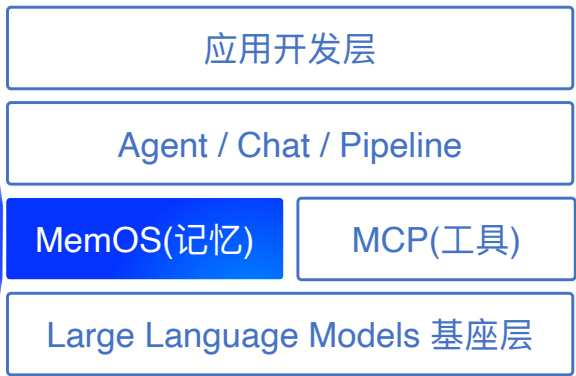 应用开发层
Agent / Chat / Pipeline
MemOS(记忆)
MCP(工具)
Large Language Models 基座层